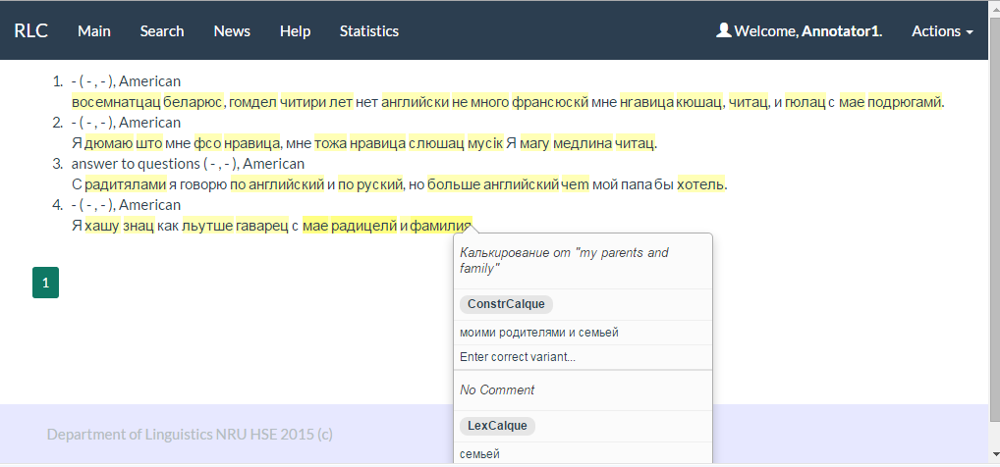 RLC Main Search News Help Statistics Welcome, Annotator1. Actions
1. - ( - , - ), American
восемнатцац беларюс, гомдел читири лет нет английски не много франсюскй мне нгавица кюшац, читац, и гюлац с мае подрюгамй.
2. - ( - , - ), American
Я дюмаю што мне фсо нравица, мне тожа нравица слюшац мусiк Я магу медлина читац.
3. answer to questions ( - , - ), American
С радитялами я говорю по английский и по руский, но больше английский чеm мой папа бы хотель.
4. - ( - , - ), American
Я хашу знац как льутше гаварец с мае радицелй и фамилия
Калькирование от "my parents and
family"
ConstrCalque
моими родителями и семьей
1
Enter correct variant...
No Comment
LexCalque
семьей
Department of Linguistics NRU HSE 2015 (c)